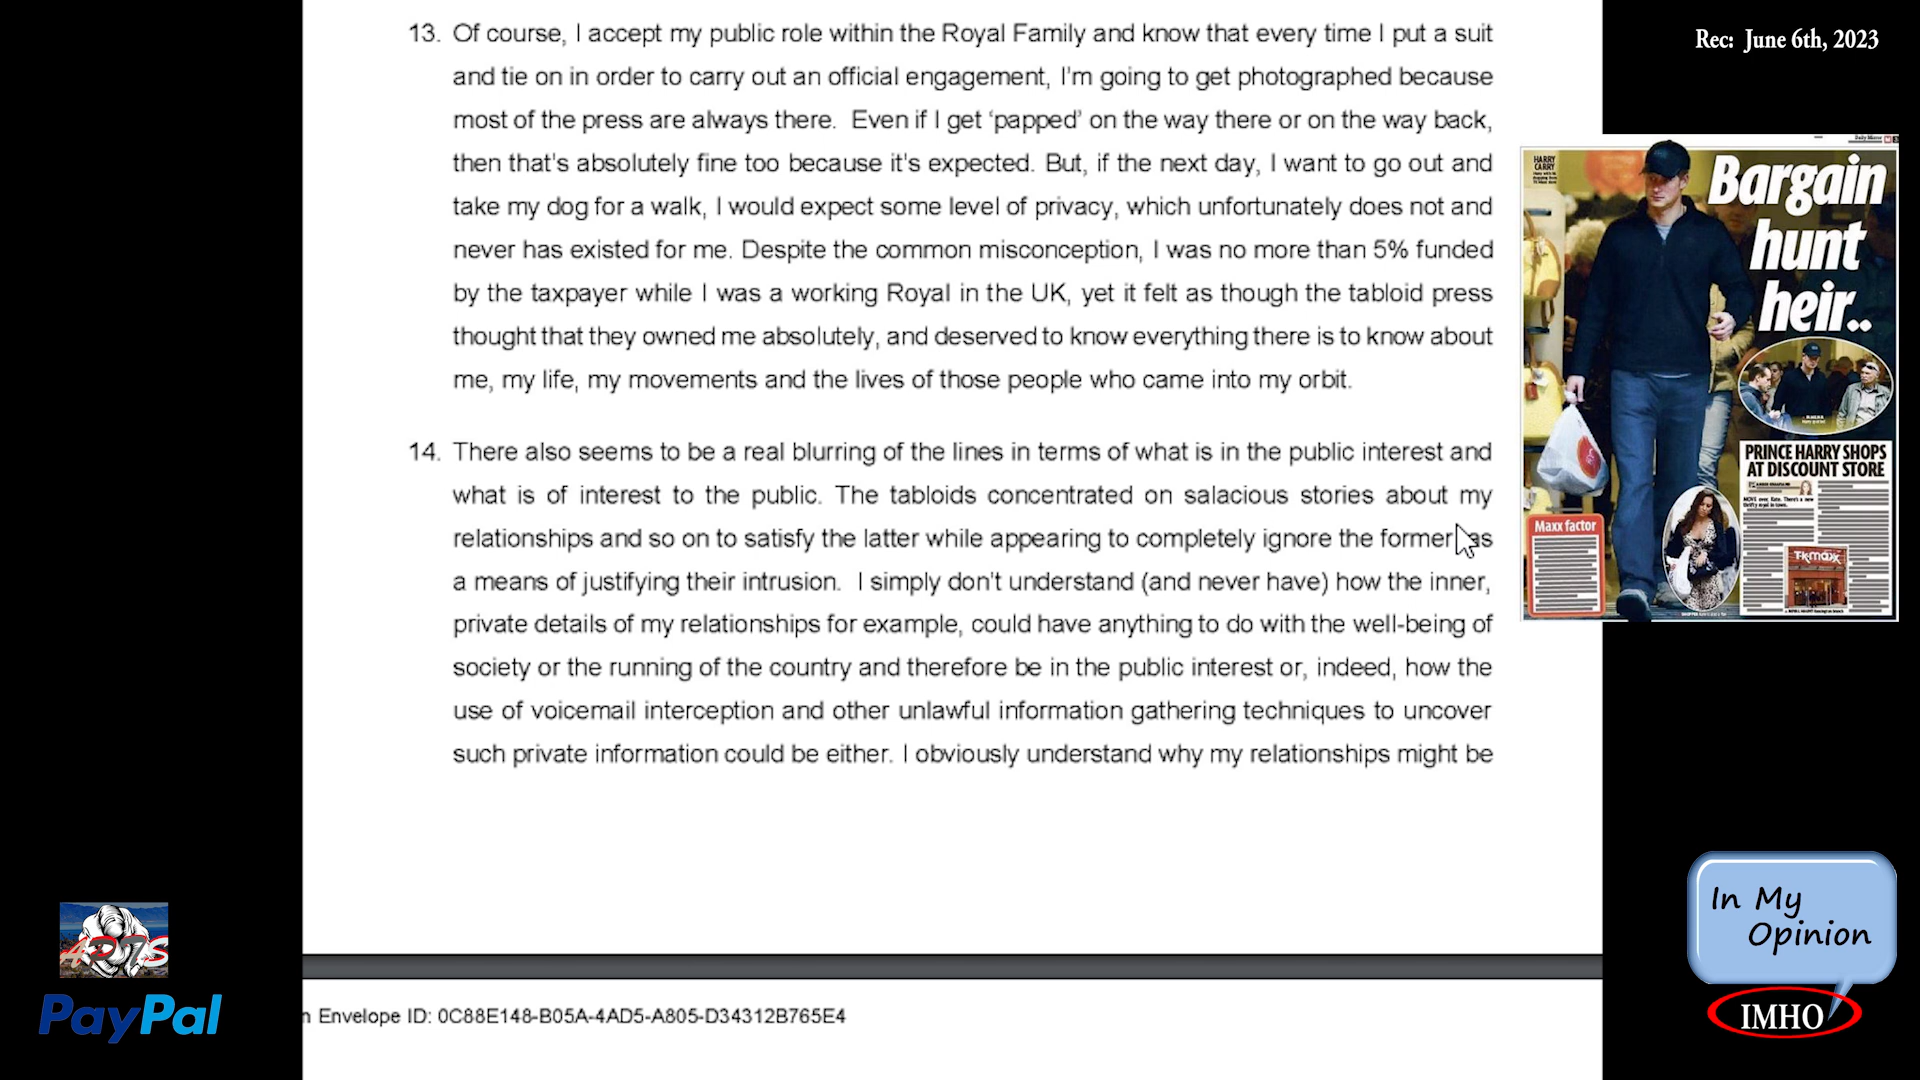 13. Of course, I accept my public role within the Royal Family and know that every time I put a suit
and tie on in order to carry out an official engagement, I'm going to get photographed because
most of the press are always there. Even if I get ‘papped’ on the way there or on the way back,
then that's absolutely fine too because it's expected. But, if the next day, I want to go out and
take my dog for a walk, I would expect some level of privacy, which unfortunately does not and
never has existed for me. Despite the common misconception, I was no more than 5% funded
by the taxpayer while I was a working Royal in the UK, yet it felt as though the tabloid press
thought that they owned me absolutely, and deserved to know everything there is to know about
me, my life, my movements and the lives of those people who came into my orbit.
14. There also seems to be a real blurring of the lines in terms of what is in the public interest and
what is of interest to the public. The tabloids concentrated on salacious stories about my
relationships and so on to satisfy the latter while appearing to completely ignore the former as
a means of justifying their intrusion. I simply don't understand (and never have) how the inner,
private details of my relationships for example, could have anything to do with the well-being of
society or the running of the country and therefore be in the public interest or, indeed, how the
use of voicemail interception and other unlawful information gathering techniques to uncover
such private information could be either. I obviously understand why my relationships might be
n Envelope ID: 0C88E148-B05A-4AD5-A805-D34312B765E4
Rec: June 6th, 2023
Daily Mirror
HARRY
CARRY
Bargain
hunt
heir..
PRINCE HARRY SHOPS
AT DISCOUNT STORE
MOVE over, Kate. There's a new
thrifty royal in town.
Maxx factor
T·K·maxx
ARTS
PayPal
In My
Opinion
IMHO